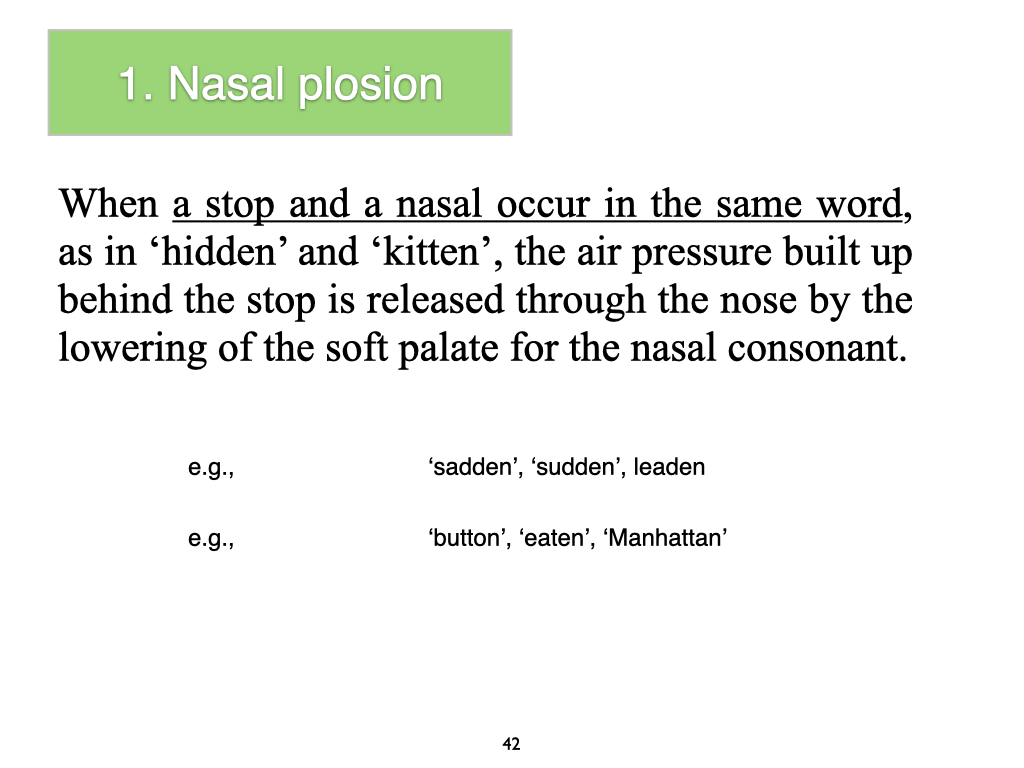 1. Nasal plosion
When a stop and a nasal occur in the same word,
as in ‘hidden’ and ‘kitten’, the air pressure built up
behind the stop is released through the nose by the
lowering of the soft palate for the nasal consonant.
e.g., ‘sadden’, ‘sudden’, leaden
e.g., ‘button’, ‘eaten’, ‘Manhattan’
42